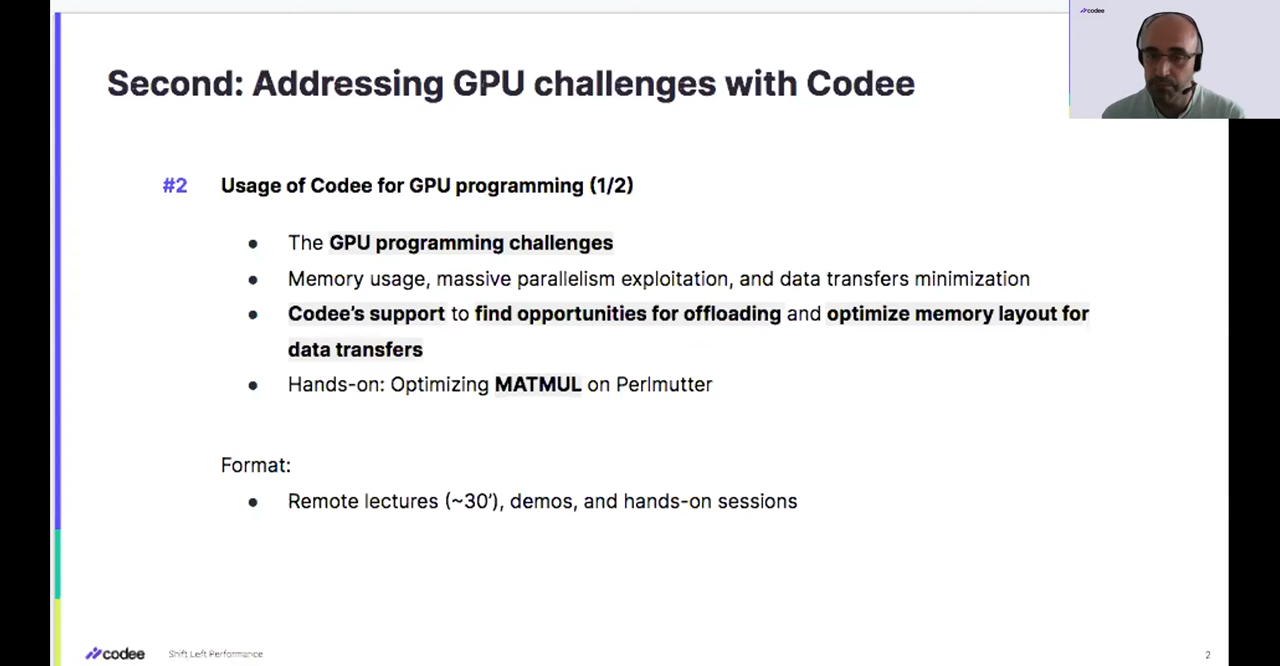 codee
Second: Addressing GPU challenges with Codee
#2 Usage of Codee for GPU programming (1/2)
● The GPU programming challenges
● Memory usage, massive parallelism exploitation, and data transfers minimization
● Codee’s support to find opportunities for offloading and optimize memory layout for
data transfers
● Hands-on: Optimizing MATMUL on Perlmutter
Format:
● Remote lectures (~30’), demos, and hands-on sessions
codee Shift Left Performance 2